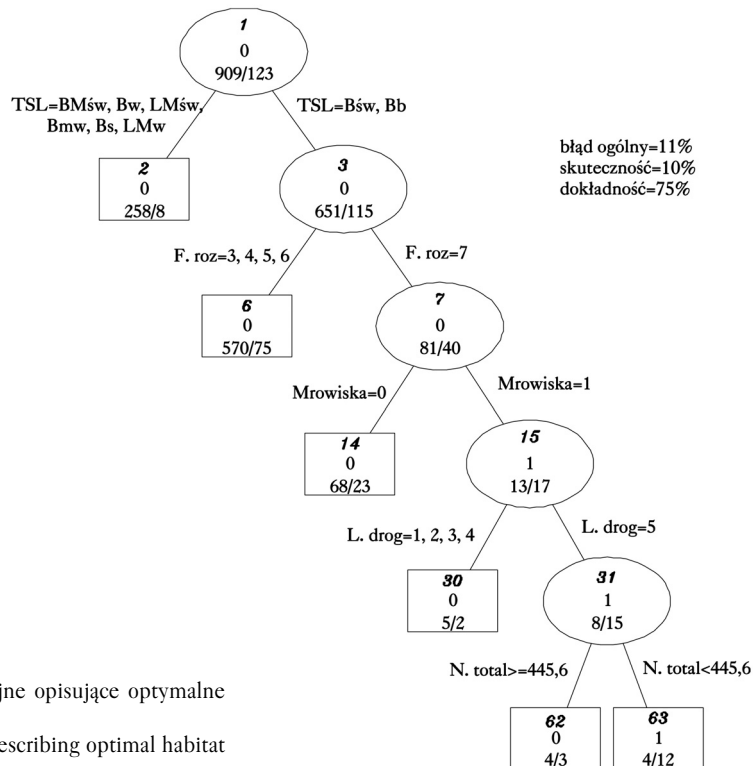 1
0
909/123
TSL=BMśw, Bw, LMśw,
Bmw, Bs, LMw
TSL=Bśw, Bb
błąd ogólny=11%
skuteczność=10%
dokładność=75%
2
0
258/8
3
0
651/115
F. roz=3, 4, 5, 6
F. roz=7
6
0
570/75
7
0
81/40
Mrowiska=0
Mrowiska=1
14
0
68/23
15
1
13/17
L. drog=1, 2, 3, 4
L. drog=5
30
0
5/2
31
1
8/15
N. total>=445,6
N. total<445,6
62
0
4/3
63
1
4/12
jne opisujące optymalne
escribing optimal habitat